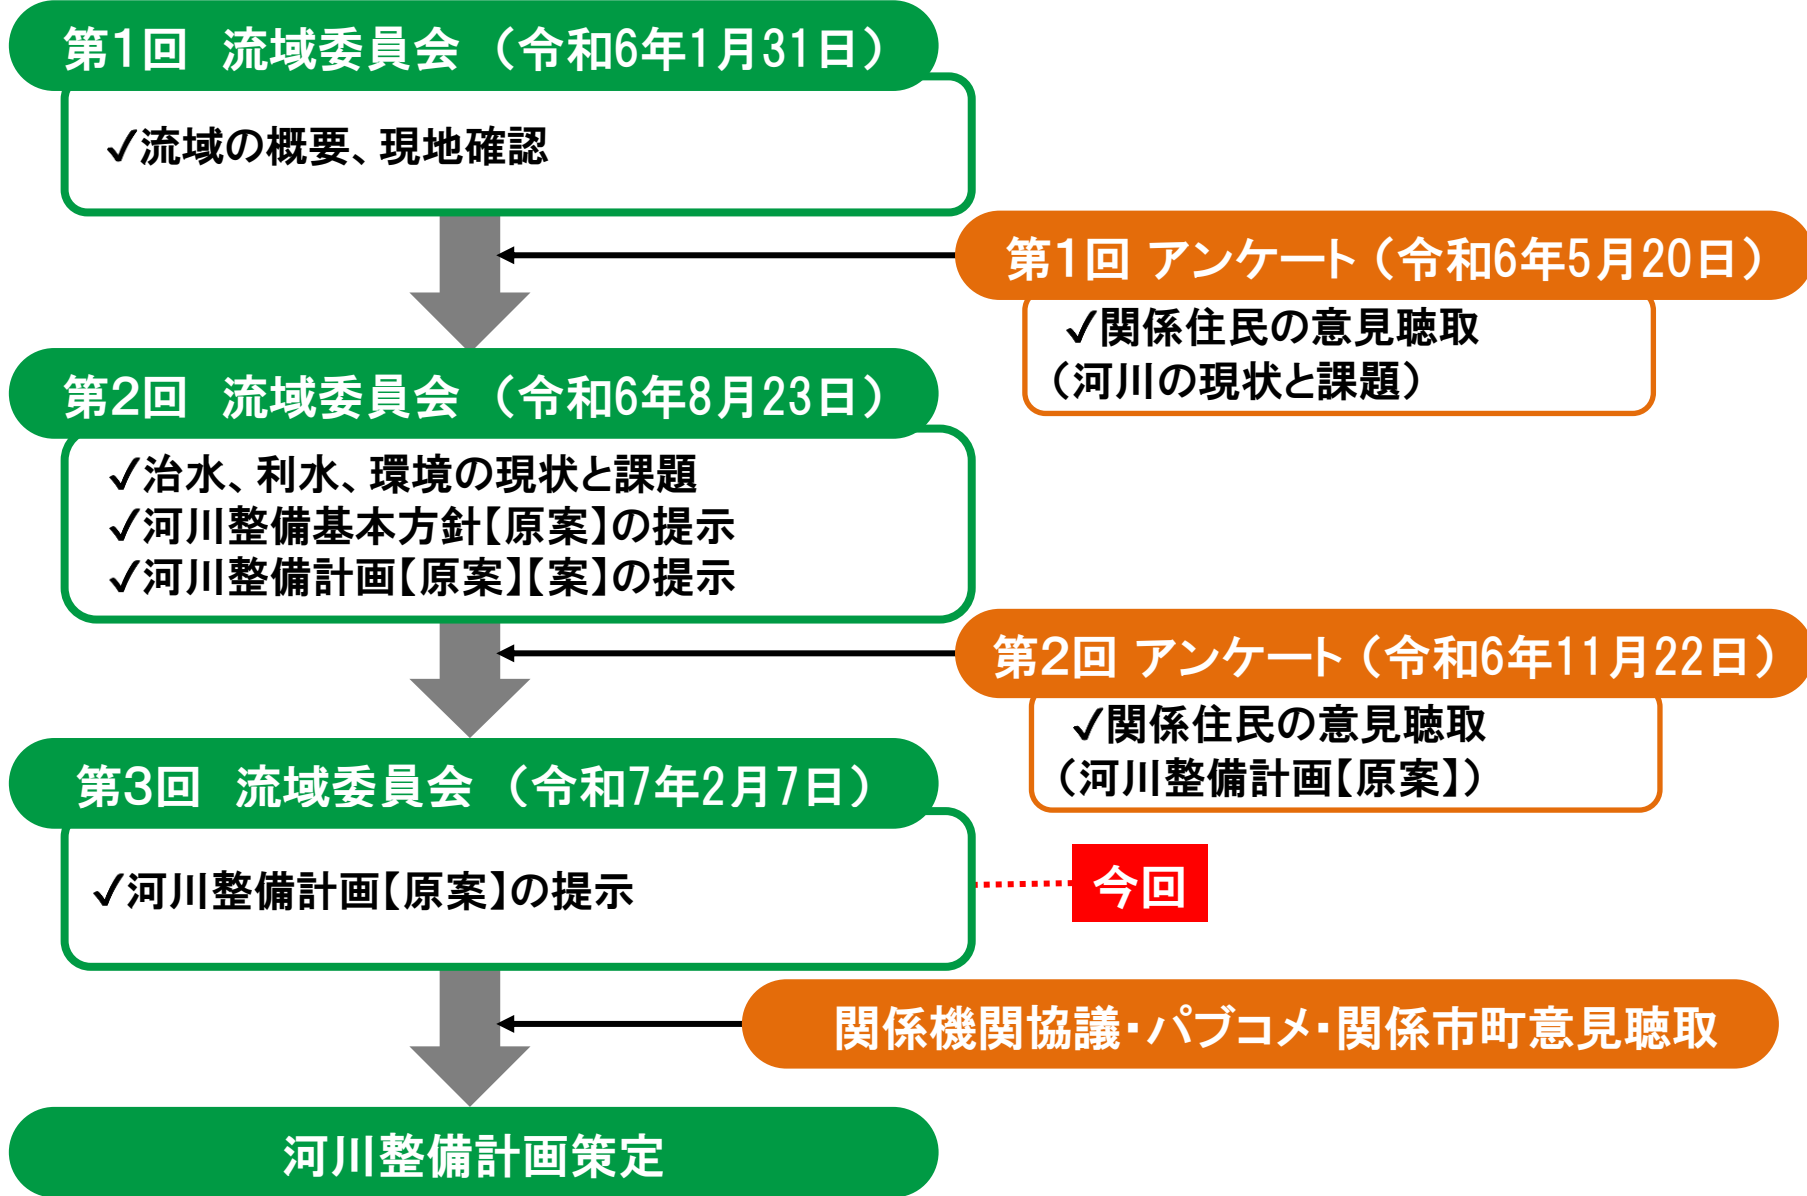 第1回　流域委員会（令和6年1月31日）
✓流域の概要、現地確認
第1回 アンケート（令和6年5月20日）
✓関係住民の意見聴取
（河川の現状と課題）
第2回　流域委員会（令和6年8月23日）
✓治水、利水、環境の現状と課題
✓河川整備基本方針【原案】の提示
✓河川整備計画【原案】【案】の提示
第2回 アンケート（令和6年11月22日）
✓関係住民の意見聴取
（河川整備計画【原案】）
第3回　流域委員会（令和7年2月7日）
✓河川整備計画【原案】の提示
今回
関係機関協議・パブコメ・関係市町意見聴取
河川整備計画策定